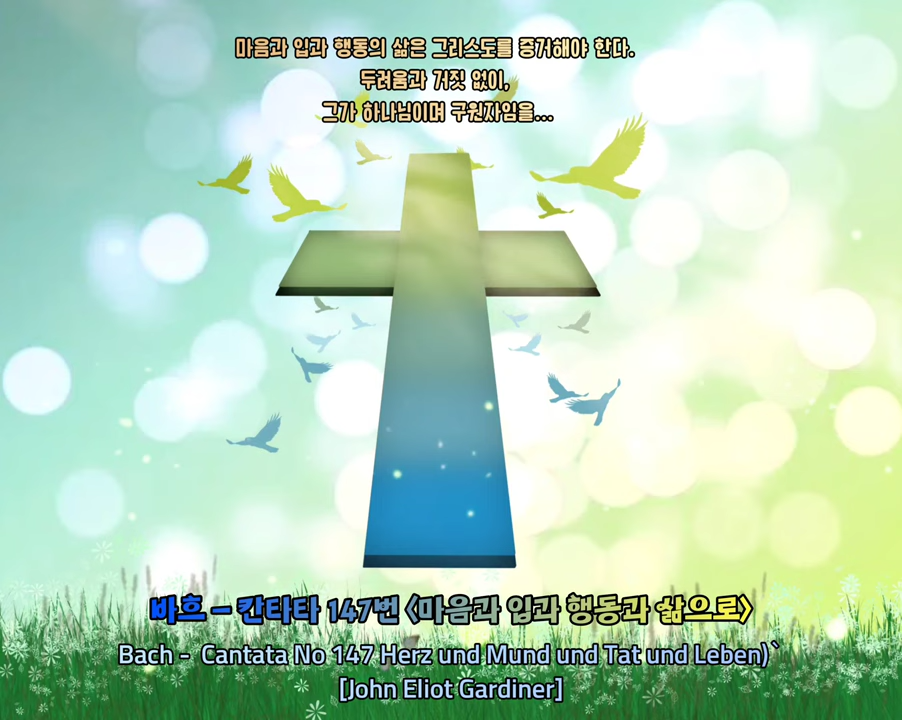 마음과 입과 행동의 삶은 그리스도를 증거해야 한다.
두려움과 거짓 없이,
그가 하나님이며 구원자임을...
바흐 - 칸타타 147번 <마음과 입과 행동과 삶으로>
Bach - Cantata No 147 Herz und Mund und Tat und Leben)`
[John Eliot Gardiner]